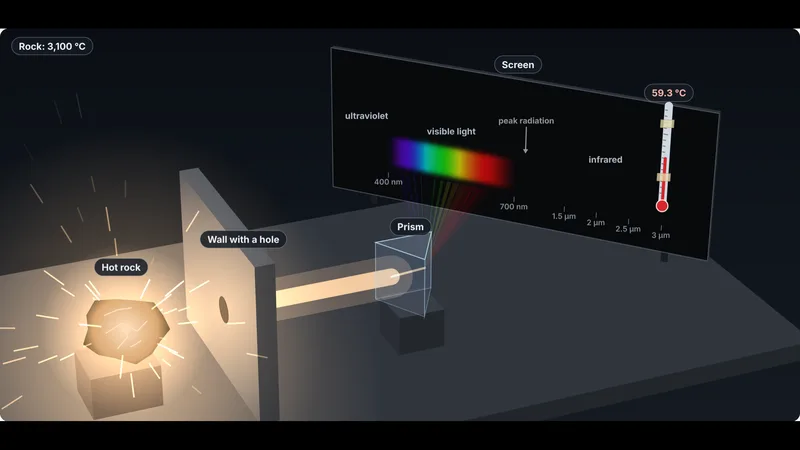 Rock: 3,100 °C
Screen
59.3 °C
ultraviolet
peak radiation
visible light
infrared
400 nm
700 nm
1.5 µm
2 µm
2.5 µm
3 µm
Prism
Wall with a hole
Hot rock